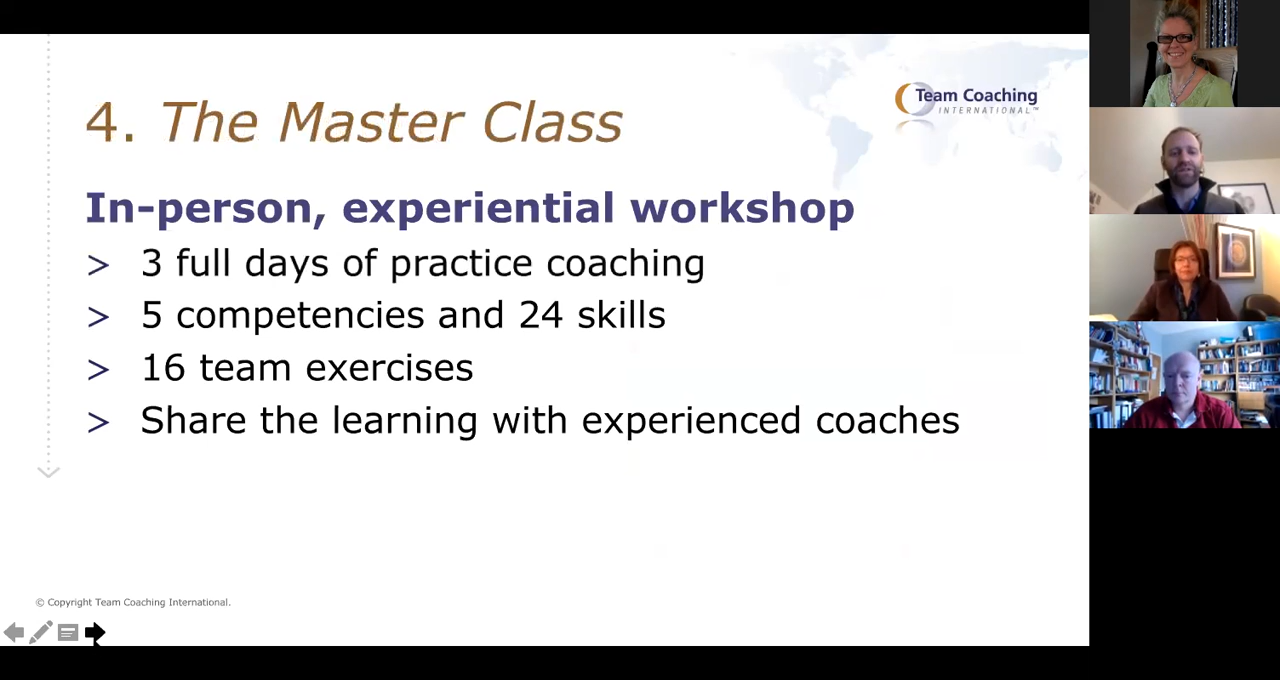 4. The Master Class
Team Coaching
INTERNATIONAL™
In-person, experiential workshop
> 3 full days of practice coaching
> 5 competencies and 24 skills
> 16 team exercises
> Share the learning with experienced coaches
© Copyright Team Coaching International.